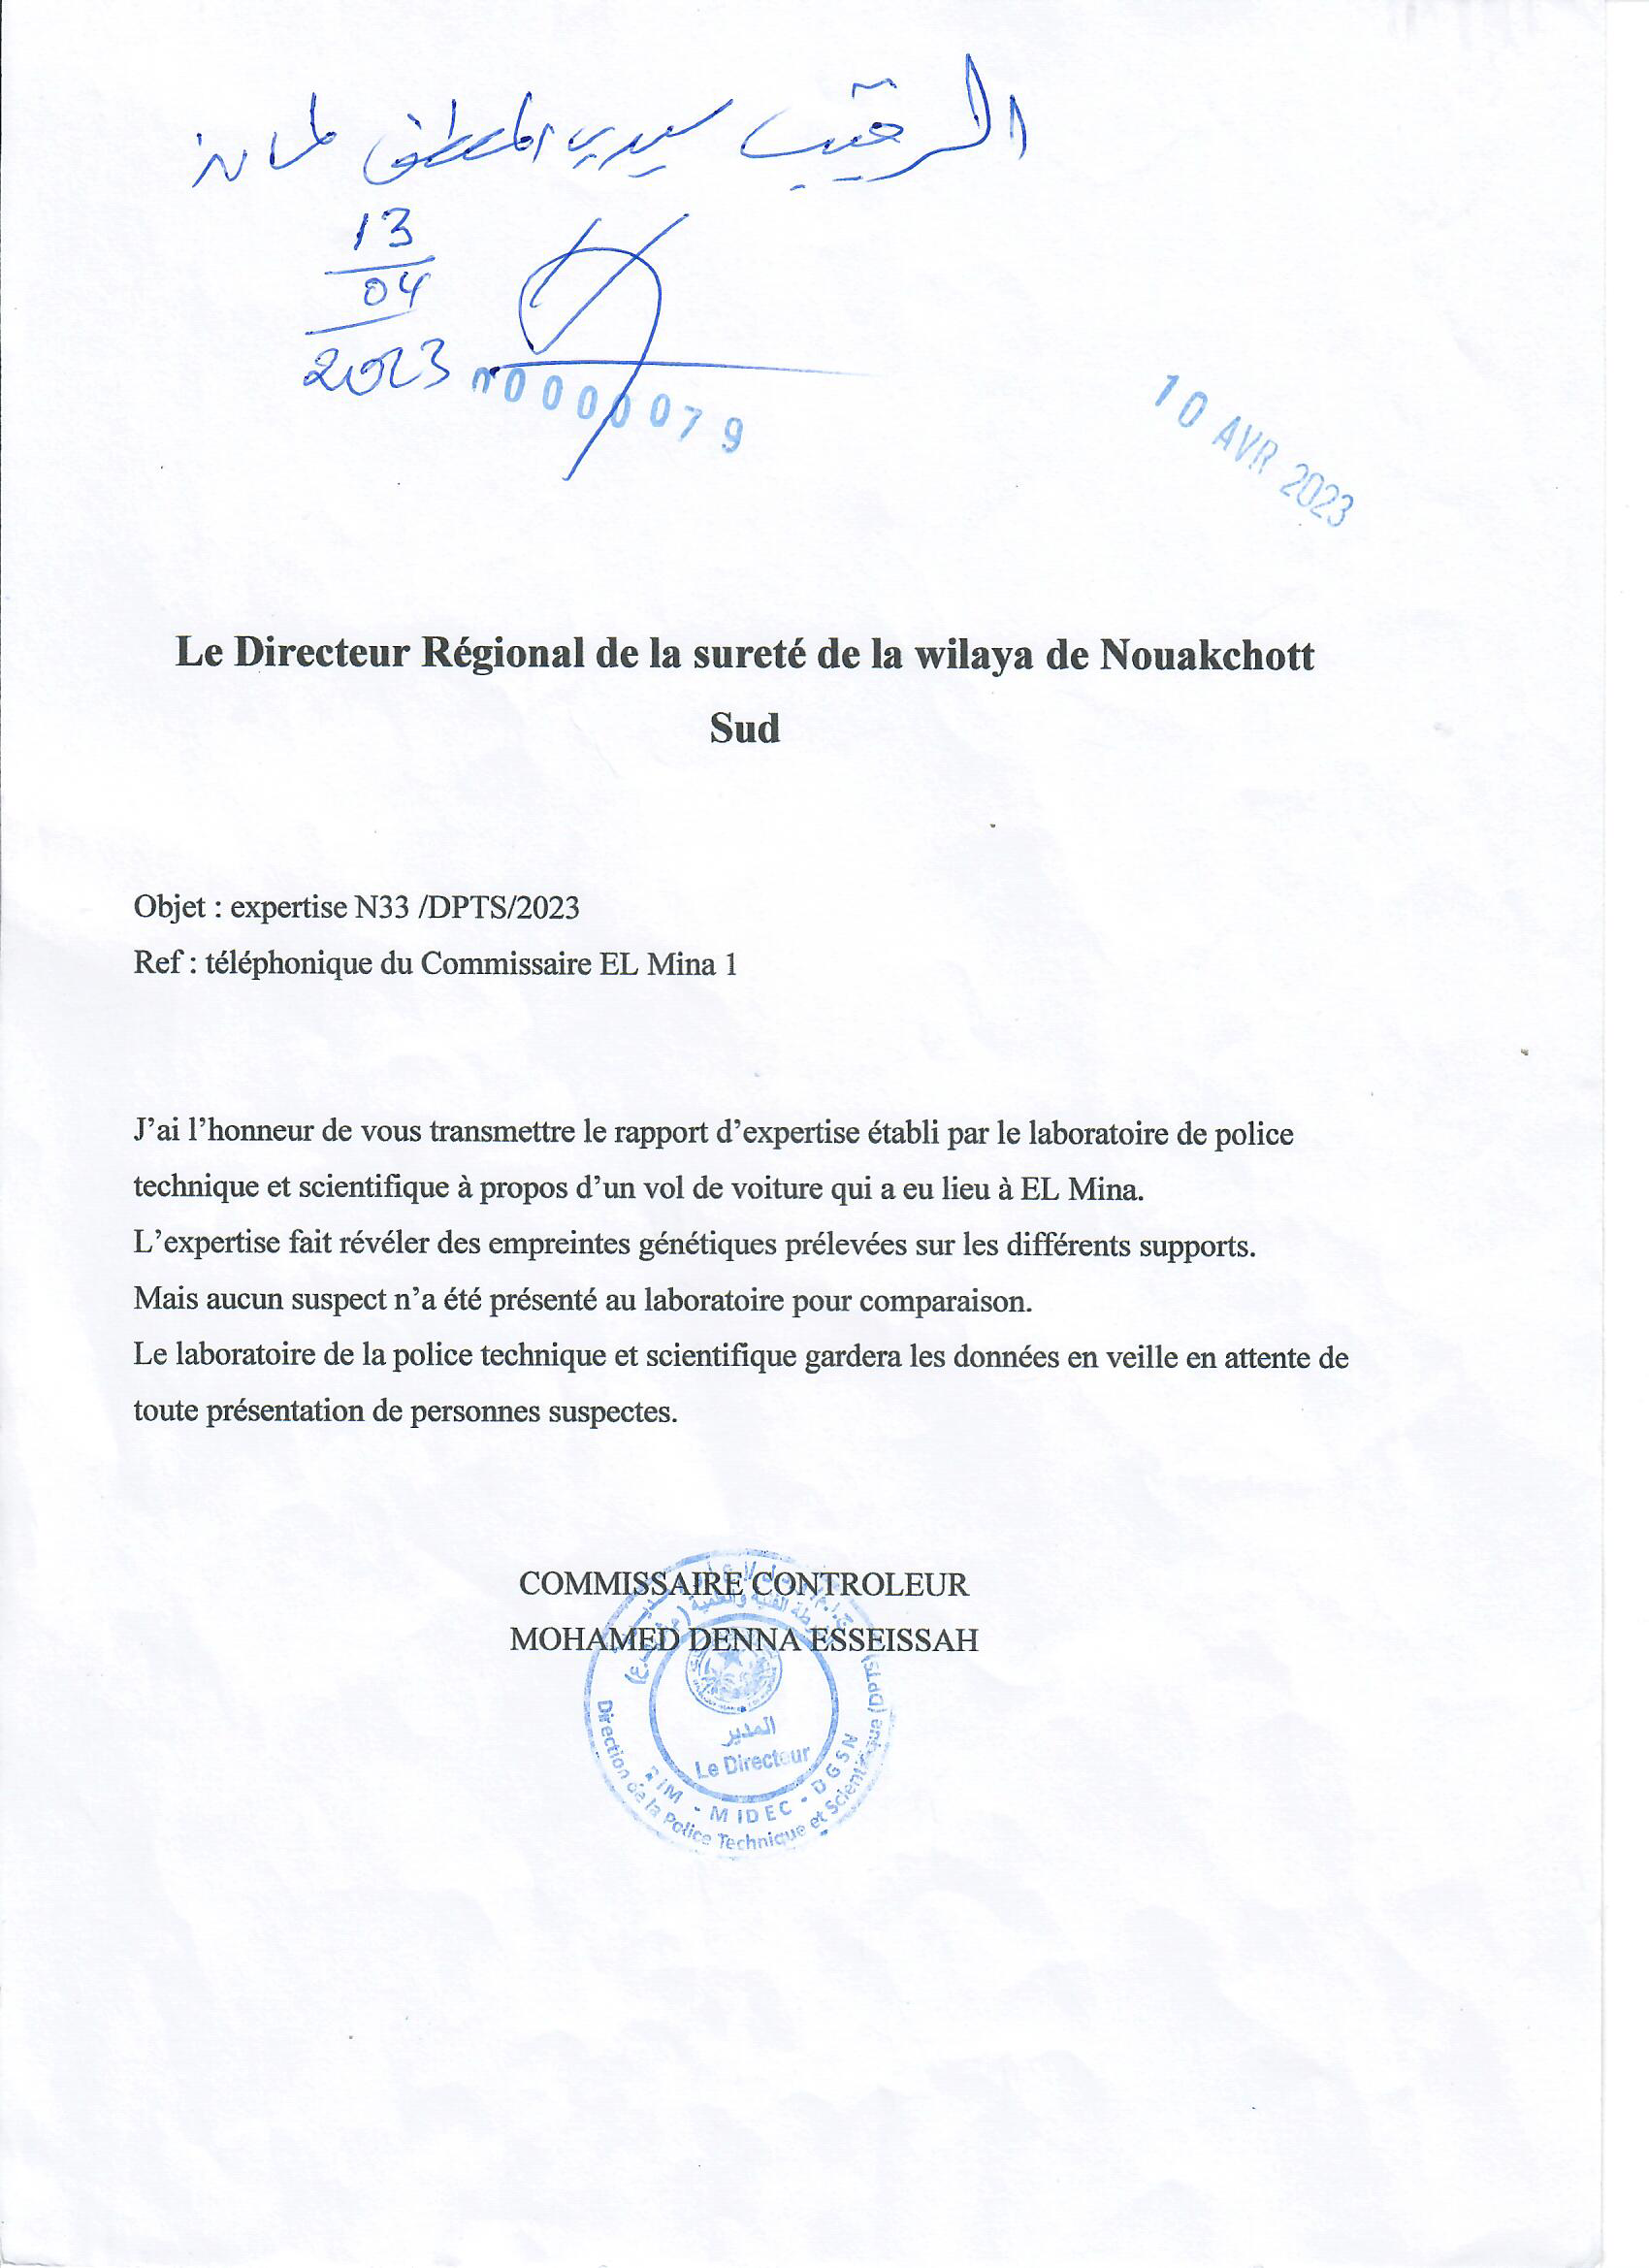 الرقيب سيدي المصطفى
13
04
2023
n0000079
10 AVR 2023
Le Directeur Régional de la sureté de la wilaya de Nouakchott
Sud
Objet : expertise N33 /DPTS/2023
Ref : téléphonique du Commissaire EL Mina 1
J’ai l’honneur de vous transmettre le rapport d’expertise établi par le laboratoire de police
technique et scientifique à propos d’un vol de voiture qui a eu lieu à EL Mina.
L’expertise fait révéler des empreintes génétiques prélevées sur les différents supports.
Mais aucun suspect n’a été présenté au laboratoire pour comparaison.
Le laboratoire de la police technique et scientifique gardera les données en veille en attente de
toute présentation de personnes suspectes.
COMMISSAIRE CONTROLEUR
MOHAMED DENNA ESSEISSAH
المدير
Le Directeur
RIM - MIDEC - DGSN
Direction de la Police Technique et Scientifique (DPTS)